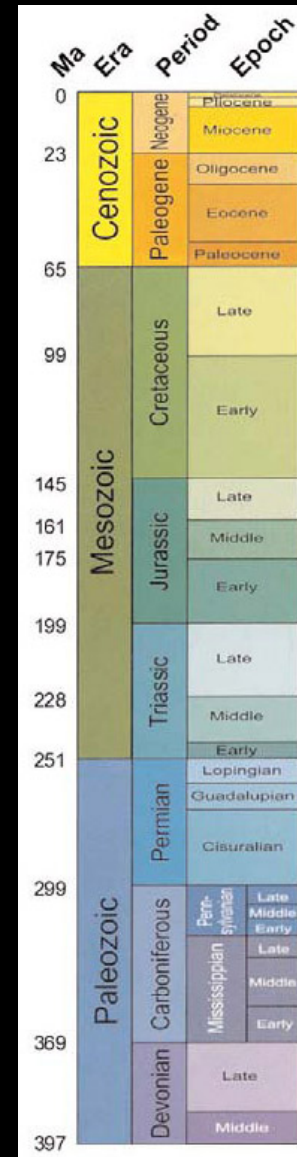 Ma Era Period Epoch
0
Cenozoic
Neogene
Pliocene
Miocene
23
Paleogene
Oligocene
Eocene
Paleocene
65
Mesozoic
Cretaceous
Late
99
Early
145
Jurassic
Late
161
Middle
175
Early
199
Triassic
Late
228
Middle
Early
251
Paleozoic
Permian
Lopingian
Guadalupian
Cisuralian
299
Carboniferous
Penn-
sylvanian
Late
Middle
Early
Mississippian
Late
Middle
Early
369
Devonian
Late
Middle
397